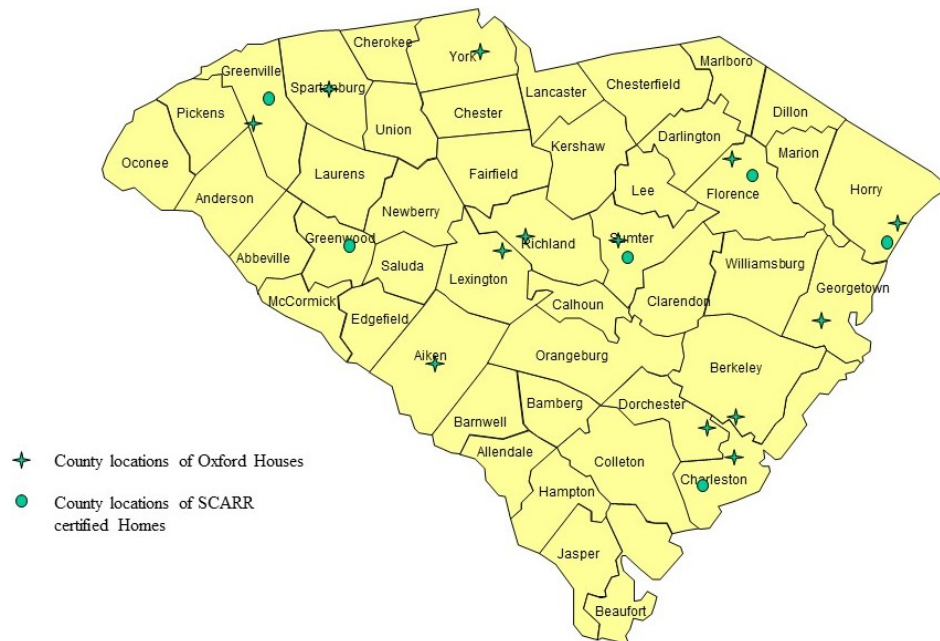 Cherokee
York
Greenville
Spartanburg
Marlboro
Chesterfield
Lancaster
Pickens
Chester
Union
Dillon
Darlington
Kershaw
Marion
Oconee
Laurens
Fairfield
Lee
Florence
Horry
Anderson
Newberry
Greenwood
Richland
Sumter
Abbeville
Saluda
Lexington
Williamsburg
Georgetown
McCormick
Calhoun
Clarendon
Edgefield
Aiken
Orangeburg
Berkeley
Bamberg
Dorchester
Barnwell
Allendale
Colleton
Charleston
Hampton
Jasper
Beaufort
County locations of Oxford Houses
County locations of SCARR
certified Homes